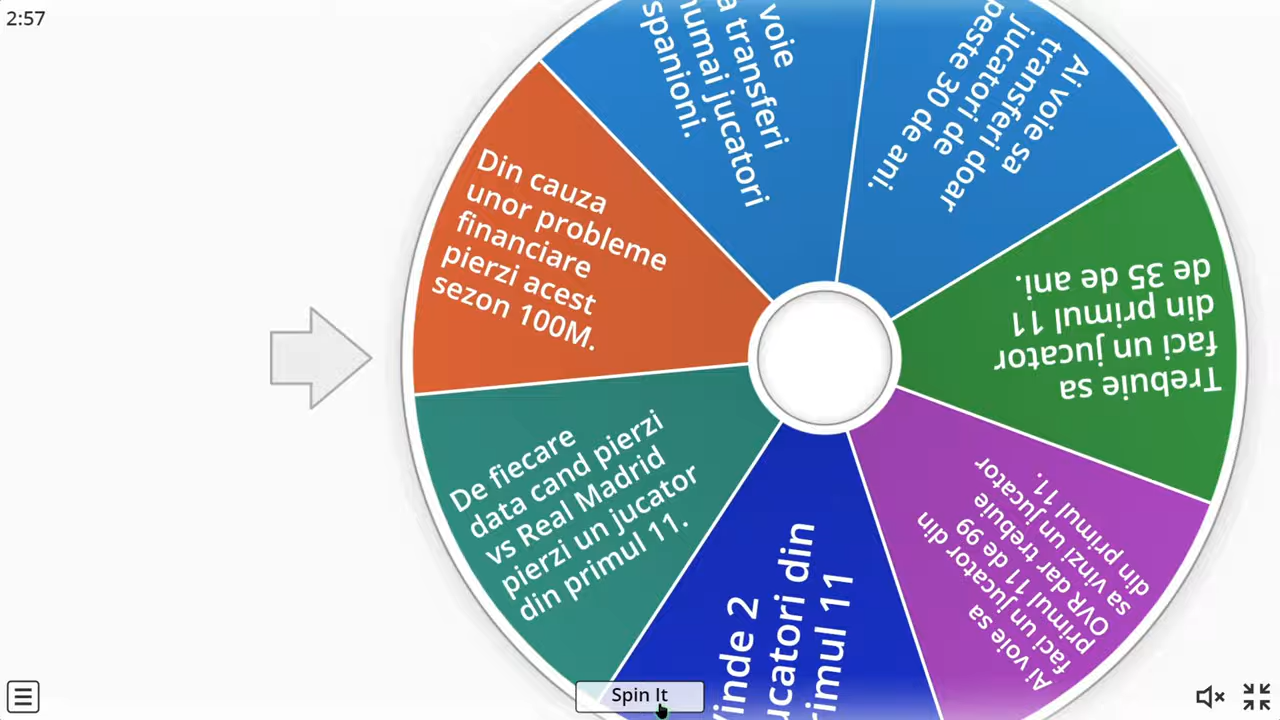 2:57
voie
a transferi
numai jucatori
spanioni.
Ai voie sa
transferi doar
jucatori de
peste 30 de ani.
Din cauza
unor probleme
financiare
pierzi acest
sezon 100M.
Trebuie sa
faci un jucator
din primul 11
de 35 de ani.
De fiecare
data cand pierzi
vs Real Madrid
pierzi un jucator
din primul 11.
Ai voie sa
faci un jucator din
primul 11 de 99
OVR dar trebuie
sa vinzi un jucator
din primul 11.
inde 2
ucatori din
rimul 11
Spin It